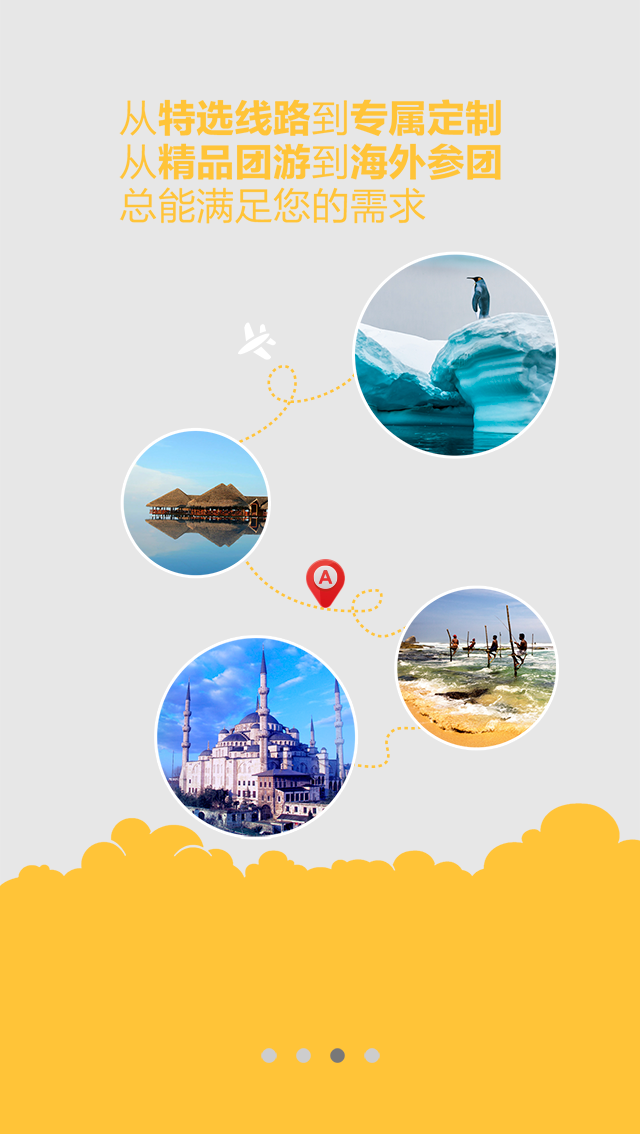 从特选线路到专属定制
从精品团游到海外参团
总能满足您的需求
A